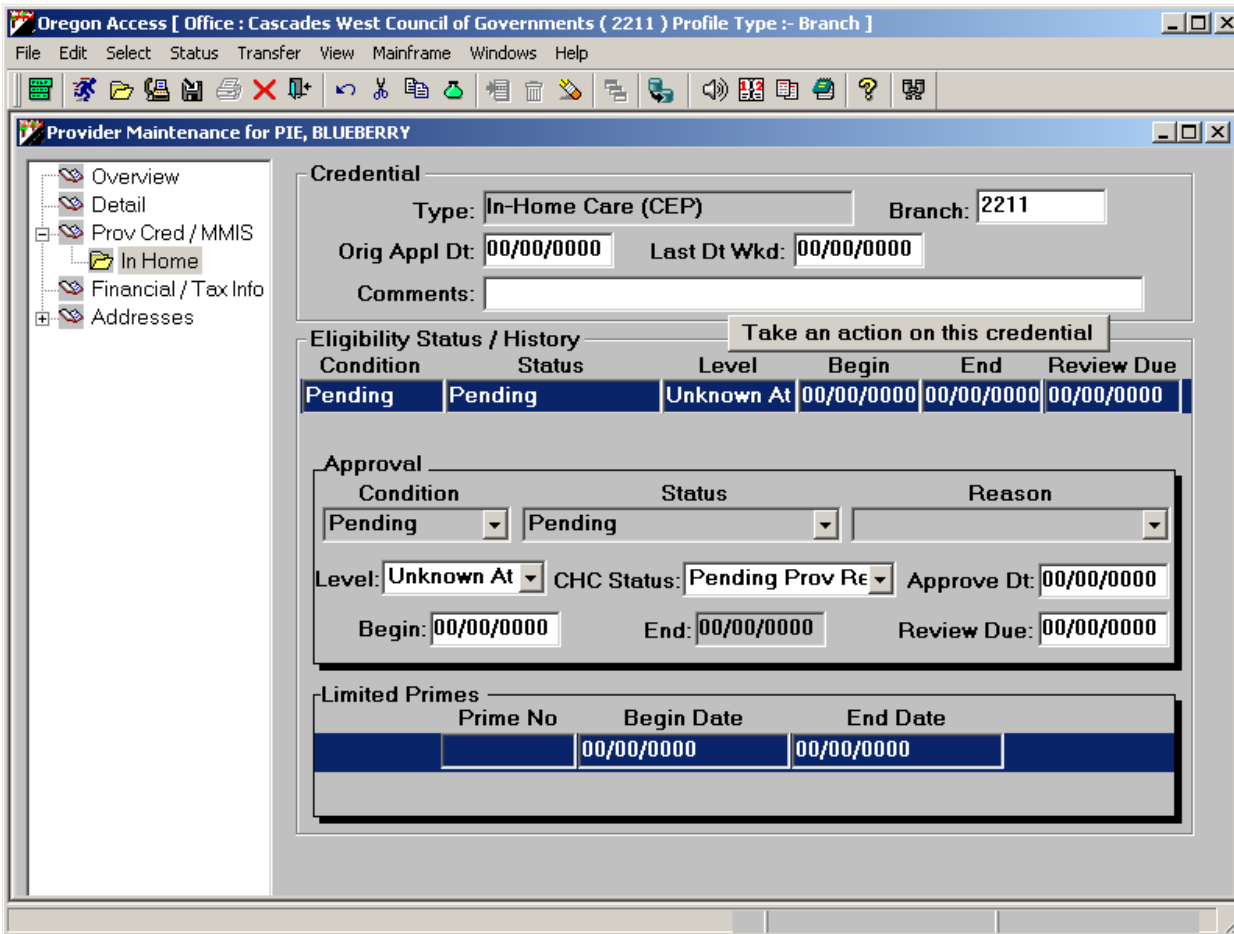 Oregon Access [ Office : Cascades West Council of Governments ( 2211 ) Profile Type :- Branch ]
File Edit Select Status Transfer View Mainframe Windows Help
Provider Maintenance for PIE, BLUEBERRY
Overview
Detail
Prov Cred / MMIS
In Home
Financial / Tax Info
Addresses
Credential
Type: In-Home Care (CEP) Branch: 2211
Orig Appl Dt: 00/00/0000 Last Dt Wkd: 00/00/0000
Comments:
Take an action on this credential
Eligibility Status / History
Condition Status Level Begin End Review Due
Pending Pending Unknown At 00/00/0000 00/00/0000 00/00/0000
Approval
Condition Status Reason
Pending Pending
Level: Unknown At CHC Status: Pending Prov Re Approve Dt: 00/00/0000
Begin: 00/00/0000 End: 00/00/0000 Review Due: 00/00/0000
Limited Primes
Prime No Begin Date End Date
00/00/0000 00/00/0000